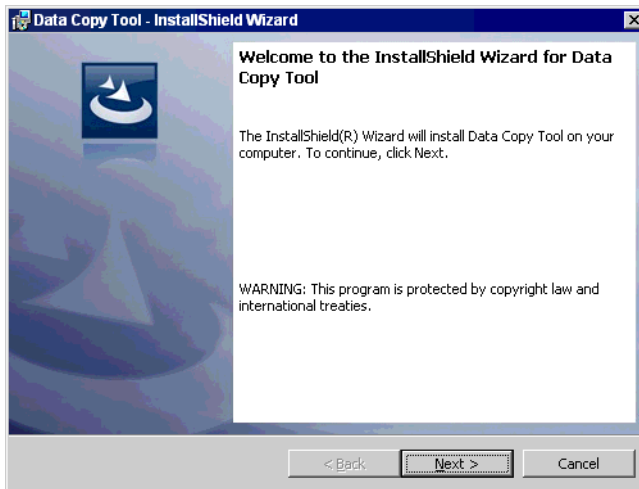 Data Copy Tool - InstallShield Wizard
Welcome to the InstallShield Wizard for Data
Copy Tool
The InstallShield(R) Wizard will install Data Copy Tool on your
computer. To continue, click Next.
WARNING: This program is protected by copyright law and
international treaties.
< Back
Next >
Cancel